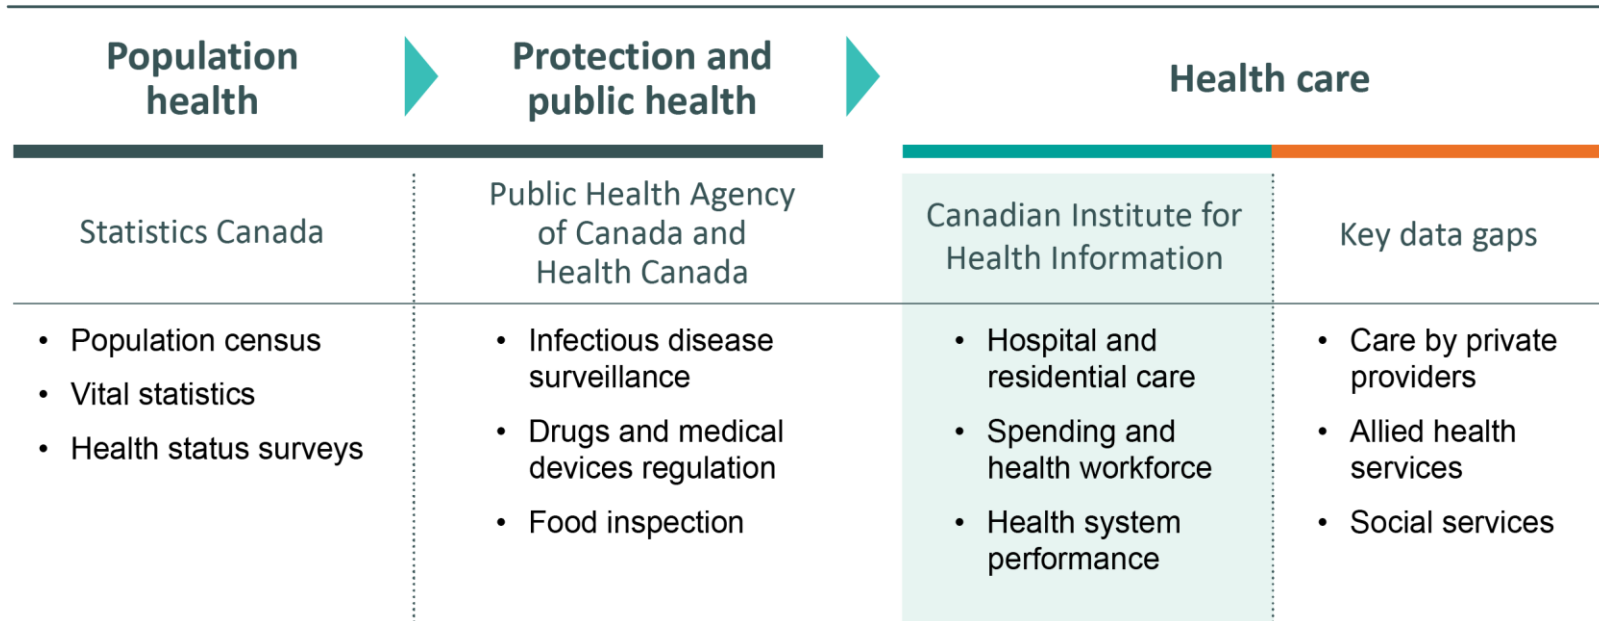 Population
health
Protection and
public health
Health care
Statistics Canada
Public Health Agency
of Canada and
Health Canada
Canadian Institute for
Health Information
Key data gaps
• Population census
• Vital statistics
• Health status surveys
• Infectious disease
surveillance
• Drugs and medical
devices regulation
• Food inspection
• Hospital and
residential care
• Spending and
health workforce
• Health system
performance
• Care by private
providers
• Allied health
services
• Social services